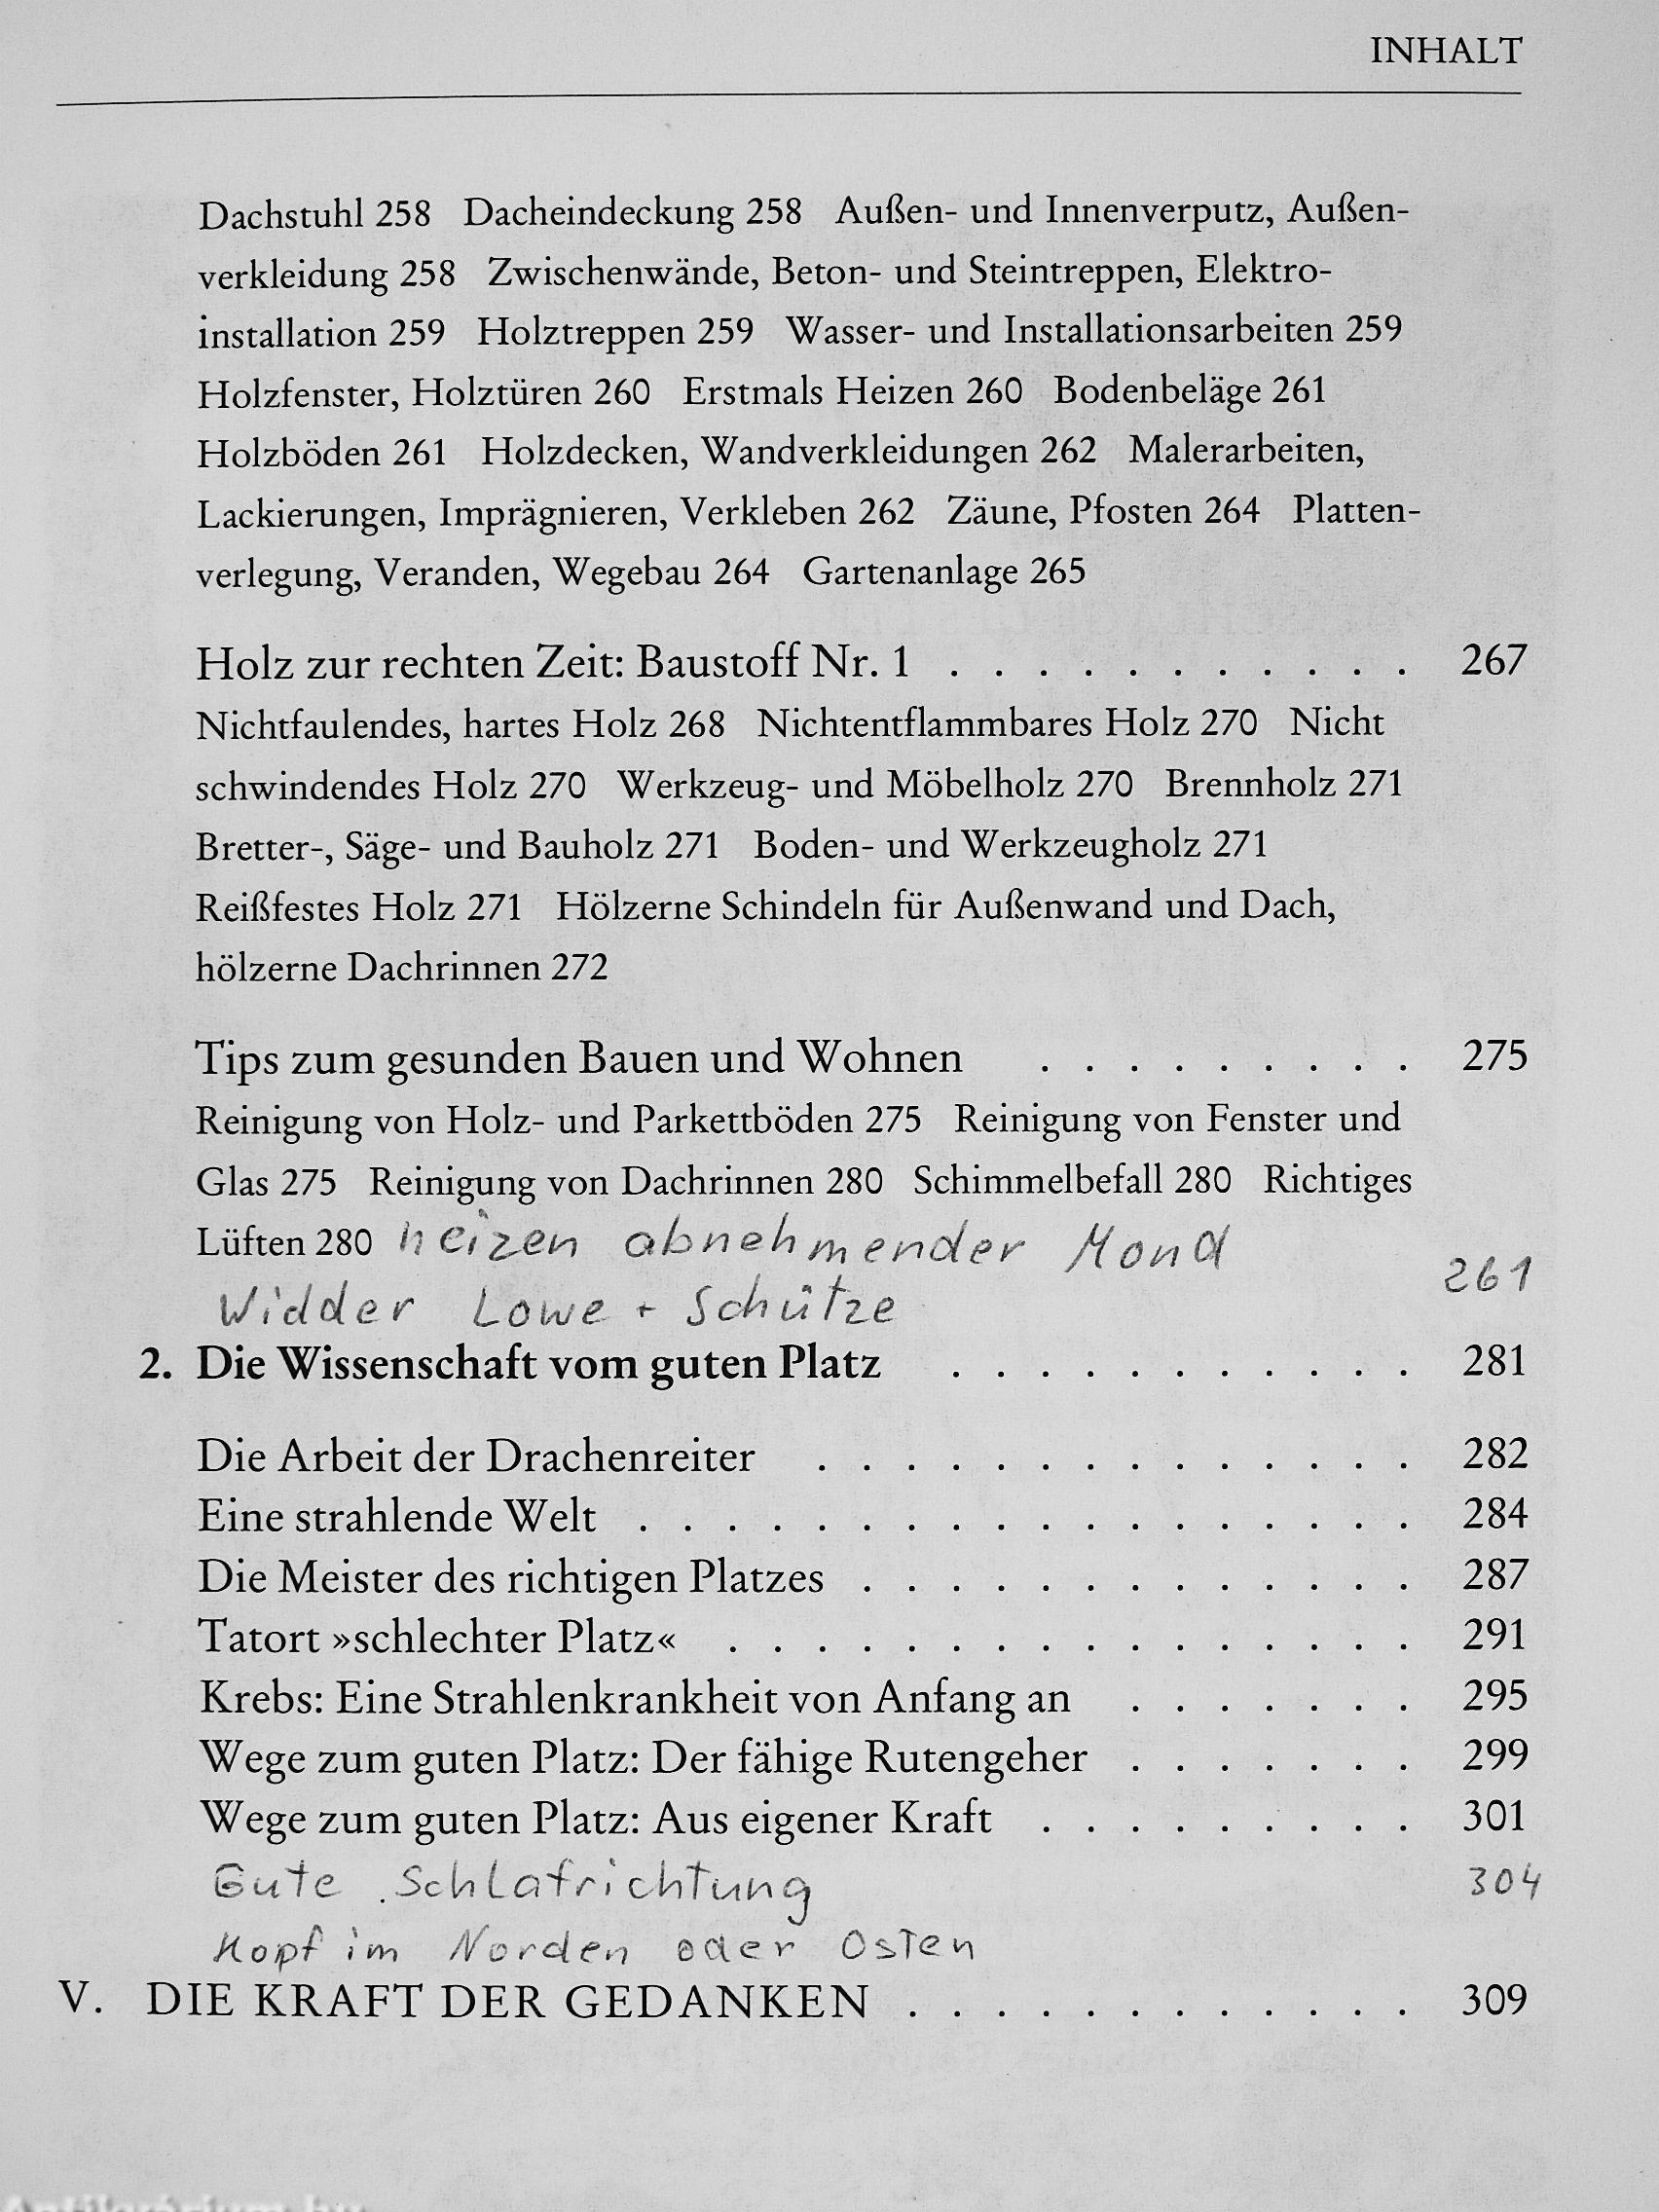 INHALT
Dachstuhl 258 Dacheindeckung 258 Außen- und Innenverputz, Außen-
verkleidung 258 Zwischenwände, Beton- und Steintreppen, Elektro-
installation 259 Holztreppen 259 Wasser- und Installationsarbeiten 259
Holzfenster, Holztüren 260 Erstmals Heizen 260 Bodenbeläge 261
Holzböden 261 Holzdecken, Wandverkleidungen 262 Malerarbeiten,
Lackierungen, Imprägnieren, Verkleben 262 Zäune, Pfosten 264 Platten-
verlegung, Veranden, Wegebau 264 Gartenanlage 265
Holz zur rechten Zeit: Baustoff Nr. 1 . . . . . . . . . . . 267
Nichtfaulendes, hartes Holz 268 Nichtentflammbares Holz 270 Nicht
schwindendes Holz 270 Werkzeug- und Möbelholz 270 Brennholz 271
Bretter-, Säge- und Bauholz 271 Boden- und Werkzeugholz 271
Reißfestes Holz 271 Hölzerne Schindeln für Außenwand und Dach,
hölzerne Dachrinnen 272
Tips zum gesunden Bauen und Wohnen . . . . . . . . . 275
Reinigung von Holz- und Parkettböden 275 Reinigung von Fenster und
Glas 275 Reinigung von Dachrinnen 280 Schimmelbefall 280 Richtiges
Lüften 280 heizen abnehmender Mond
Widder Lowe + Schütze 261
2. Die Wissenschaft vom guten Platz . . . . . . . . . . . 281
Die Arbeit der Drachenreiter . . . . . . . . . . . . . . 282
Eine strahlende Welt . . . . . . . . . . . . . . . . . . 284
Die Meister des richtigen Platzes . . . . . . . . . . . . . 287
Tatort »schlechter Platz« . . . . . . . . . . . . . . . . 291
Krebs: Eine Strahlenkrankheit von Anfang an . . . . . . . 295
Wege zum guten Platz: Der fähige Rutengeher . . . . . . . 299
Wege zum guten Platz: Aus eigener Kraft . . . . . . . . . 301
Gute Schlafrichtung 304
Kopf im Norden oder Osten
V. DIE KRAFT DER GEDANKEN . . . . . . . . . . . . 309